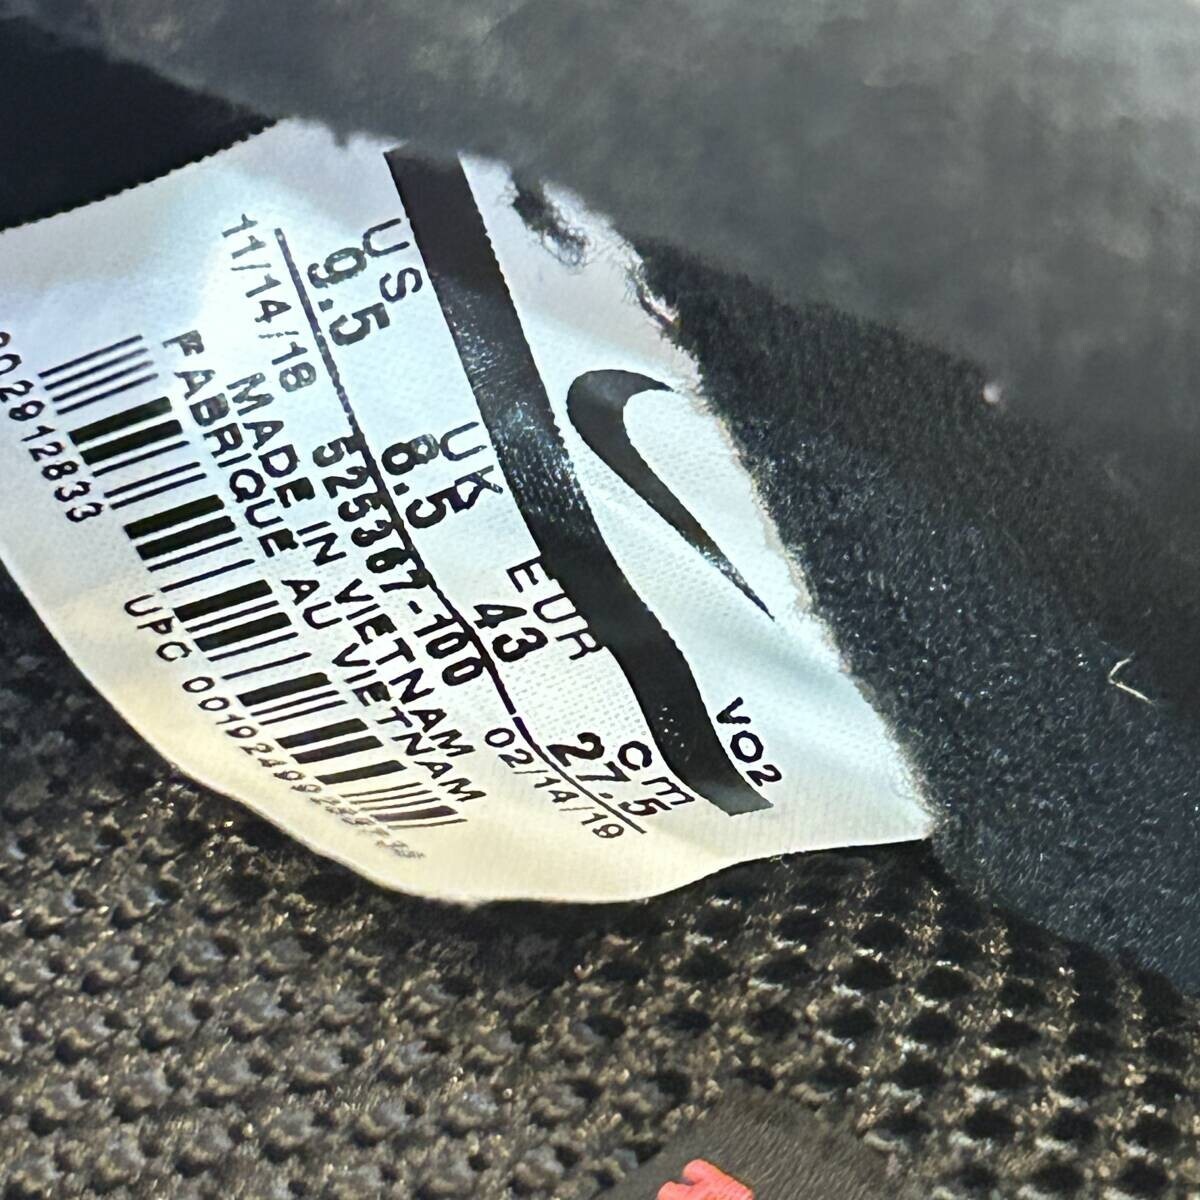 VO2
US UK EUR cm
9.5 8.5 43 27.5
11/14/18 525367-100 02/14/19
MADE IN VIETNAM
FABRIQUE AU VIETNAM
UPC